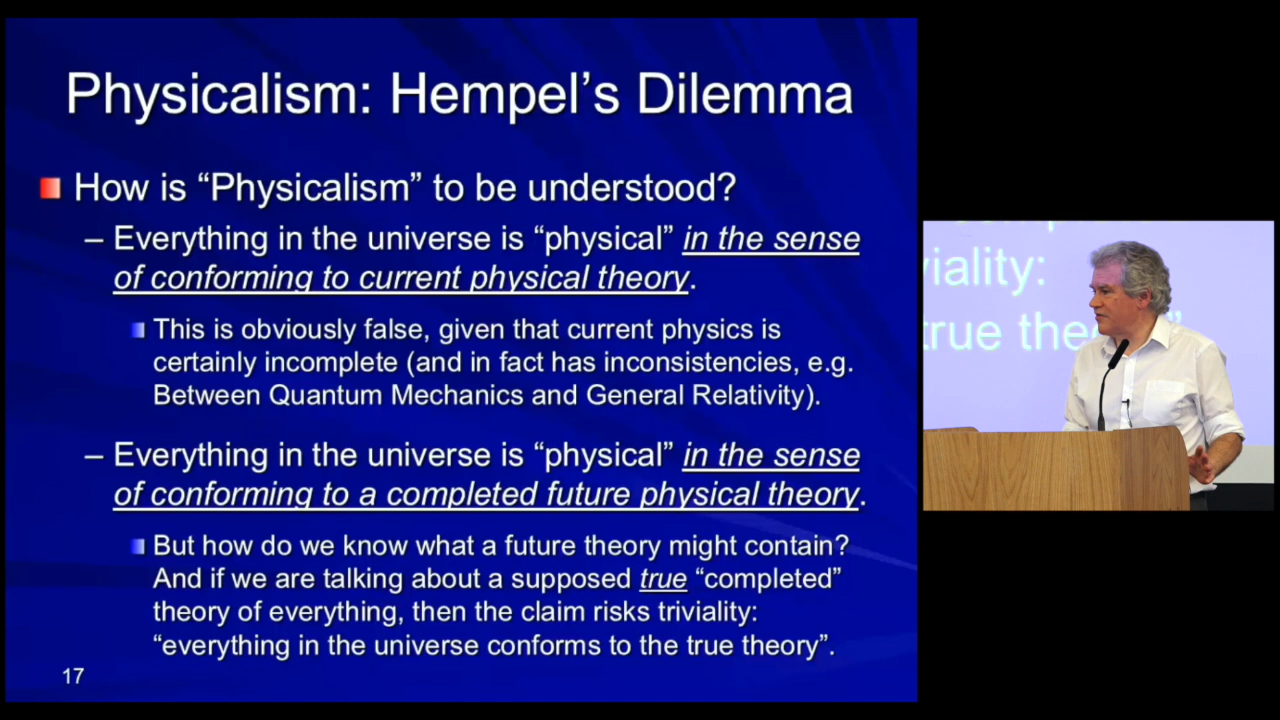 Physicalism: Hempel's Dilemma
How is “Physicalism” to be understood?
– Everything in the universe is “physical” in the sense
of conforming to current physical theory.
This is obviously false, given that current physics is
certainly incomplete (and in fact has inconsistencies, e.g.
Between Quantum Mechanics and General Relativity).
– Everything in the universe is “physical” in the sense
of conforming to a completed future physical theory.
But how do we know what a future theory might contain?
And if we are talking about a supposed true “completed”
theory of everything, then the claim risks triviality:
“everything in the universe conforms to the true theory”.
17
viality:
true the